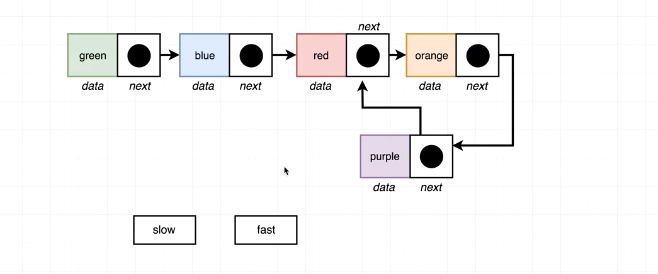 next
green
blue
red
orange
data
next
data
next
data
data
next
purple
data
next
slow
fast